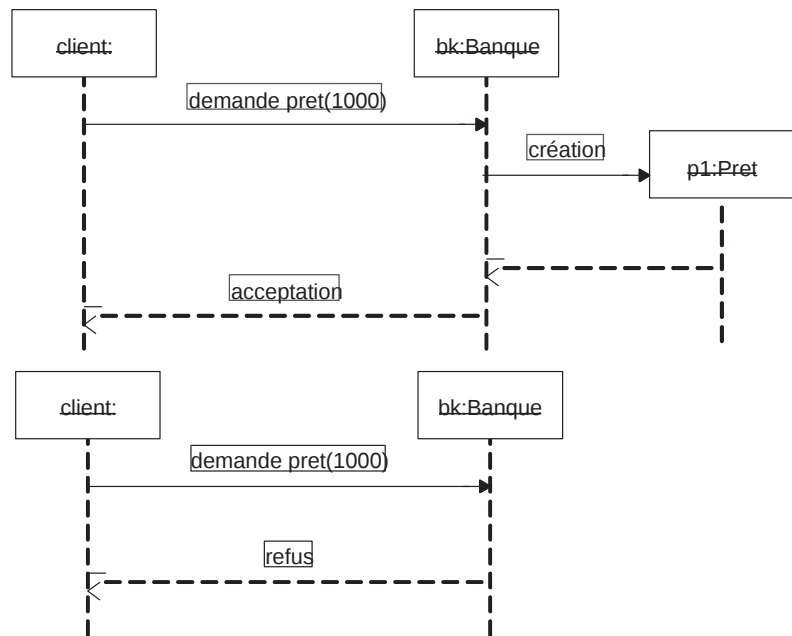 client:
bk:Banque
demande pret(1000)
création
p1:Pret
acceptation
client:
bk:Banque
demande pret(1000)
refus